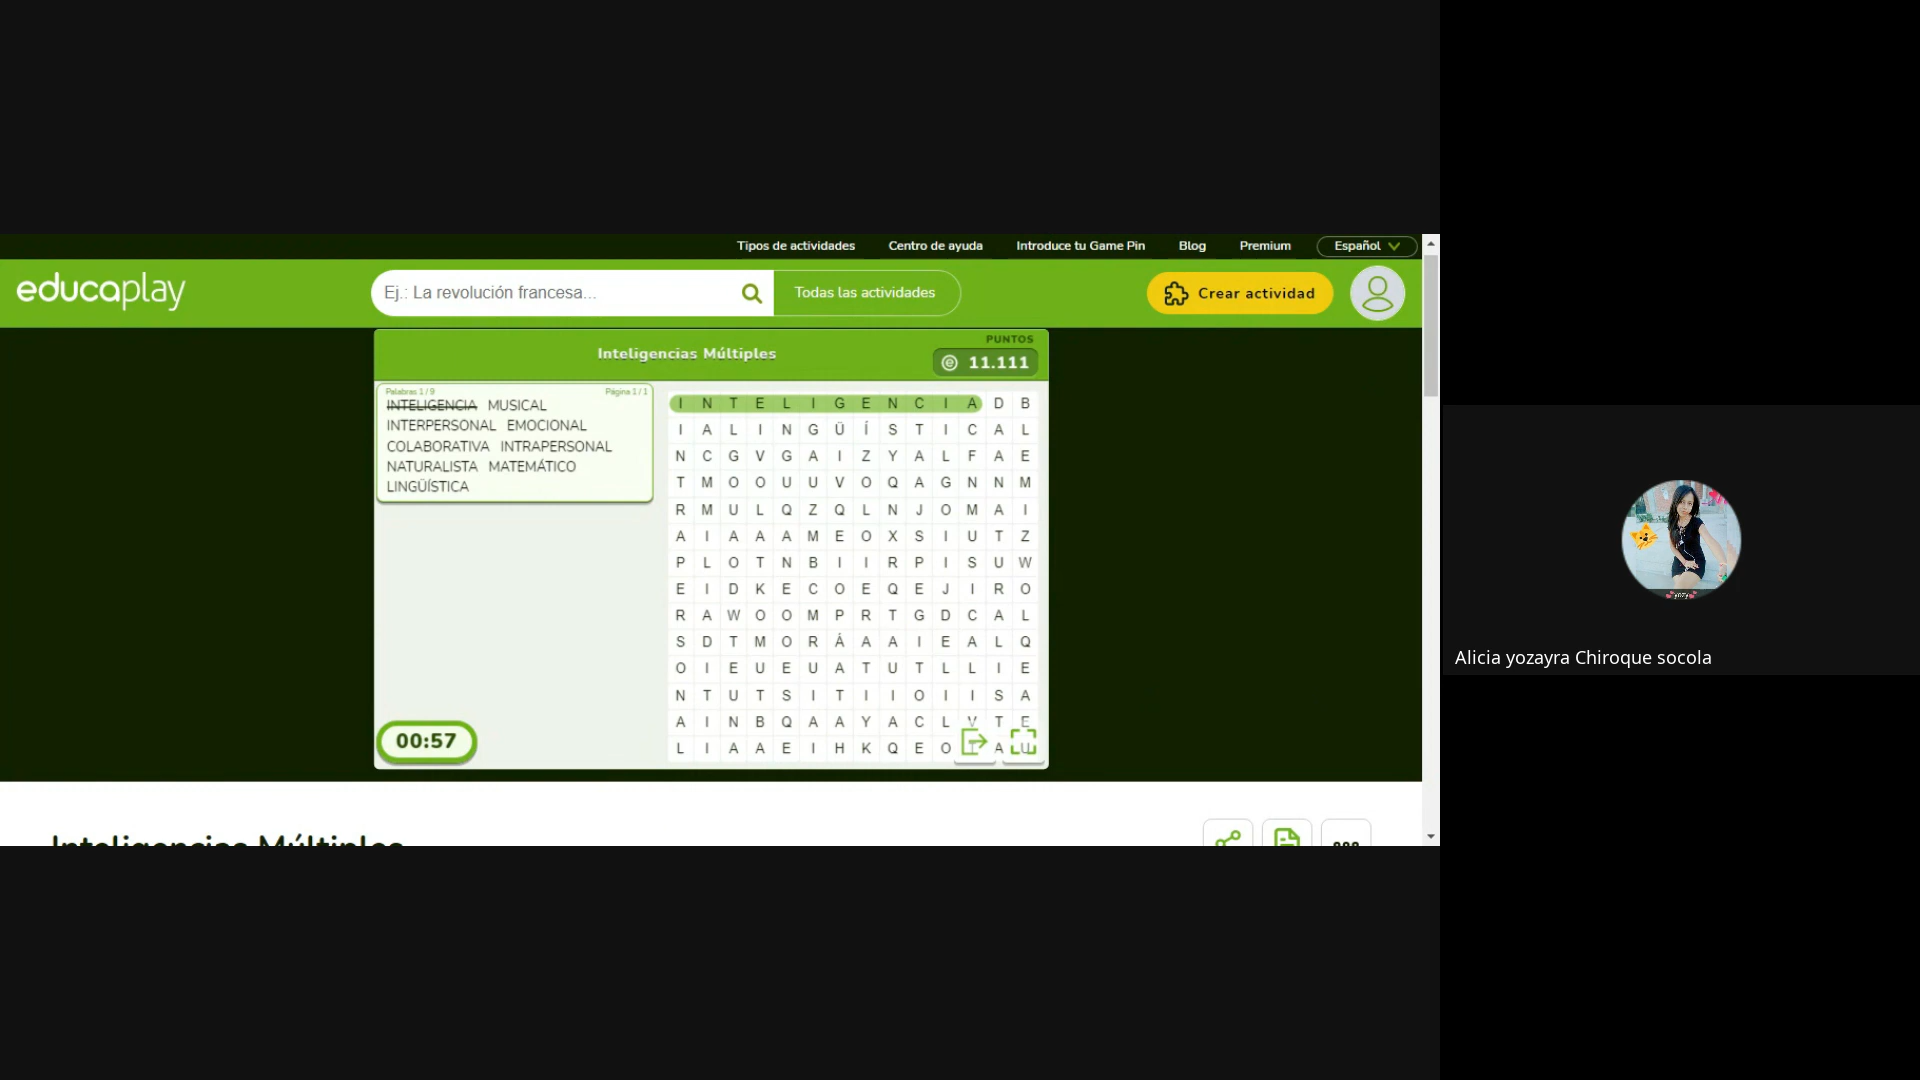 Tipos de actividades Centro de ayuda Introduce tu Game Pin Blog Premium Español
educaplay Ej.: La revolución francesa... Todas las actividades Crear actividad
PUNTOS
Inteligencias Múltiples 11.111
Palabras 1 / 9 Página 1 / 1
INTELIGENCIA MUSICAL
INTERPERSONAL EMOCIONAL
COLABORATIVA INTRAPERSONAL
NATURALISTA MATEMÁTICO
LINGÜÍSTICA
I N T E L I G E N C I A D B
I A L I N G Ü Í S T I C A L
N C G V G A I Z Y A L F A E
T M O O U U V O Q A G N N M
R M U L Q Z Q L N J O M A I
A I A A A M E O X S I U T Z
P L O T N B I I R P I S U W
E I D K E C O E Q E J I R O
R A W O O M P R T G D C A L
S D T M O R Á A A I E A L Q
O I E U E U A T U T L L I E
N T U T S I T I I O I I S A
A I N B Q A A Y A C L V T E
L I A A E I H K Q E O A U
00:57
Inteligencias Múltiples
Alicia yozayra Chiroque socola